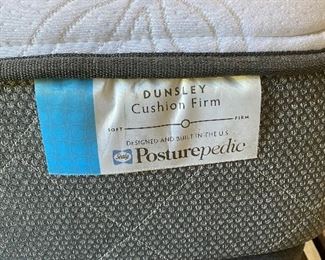 DUNSLEY
Cushion Firm
SOFT FIRM
DESIGNED AND BUILT IN THE U.S.
Sealy Posturepedic